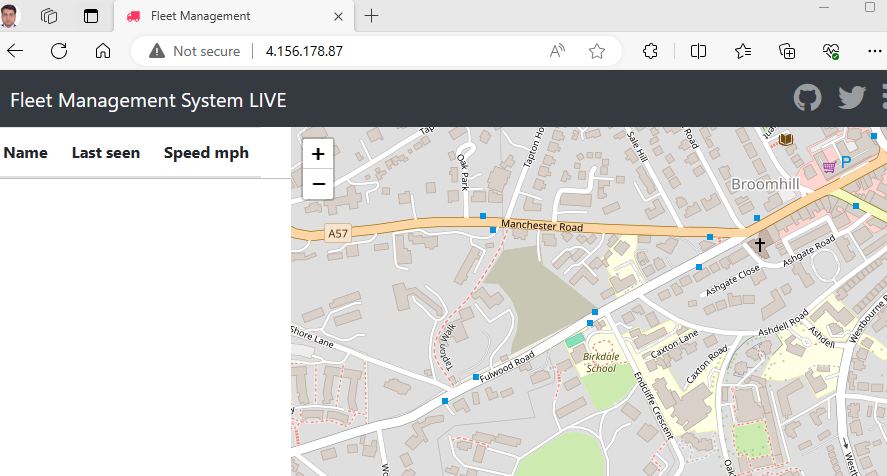 Fleet Management
Not secure
4.156.178.87
Fleet Management System LIVE
Name Last seen Speed mph
+
−
Oak Park
Tapton Ho
Sale Hill
Road
Broomhill
P
A57
Manchester Road
Ashgate Road
Ashgate Close
Shore Lane
Tapton Walk
Fulwood Road
Birkdale
School
Caxton Lane
Caxton Road
Ashdell Road
Ashdell
Westbourne R
Endcliffe Crescent